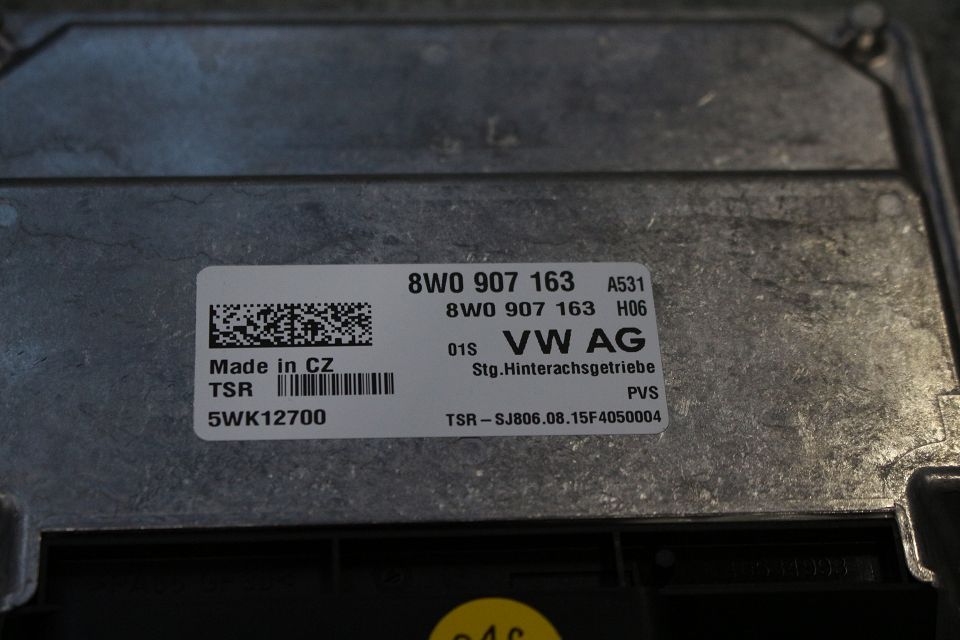 8W0 907 163 A531
8W0 907 163 H06
01S VW AG
Made in CZ
Stg.Hinterachsgetriebe
TSR
PVS
5WK12700
TSR-SJ806.08.15F4050004